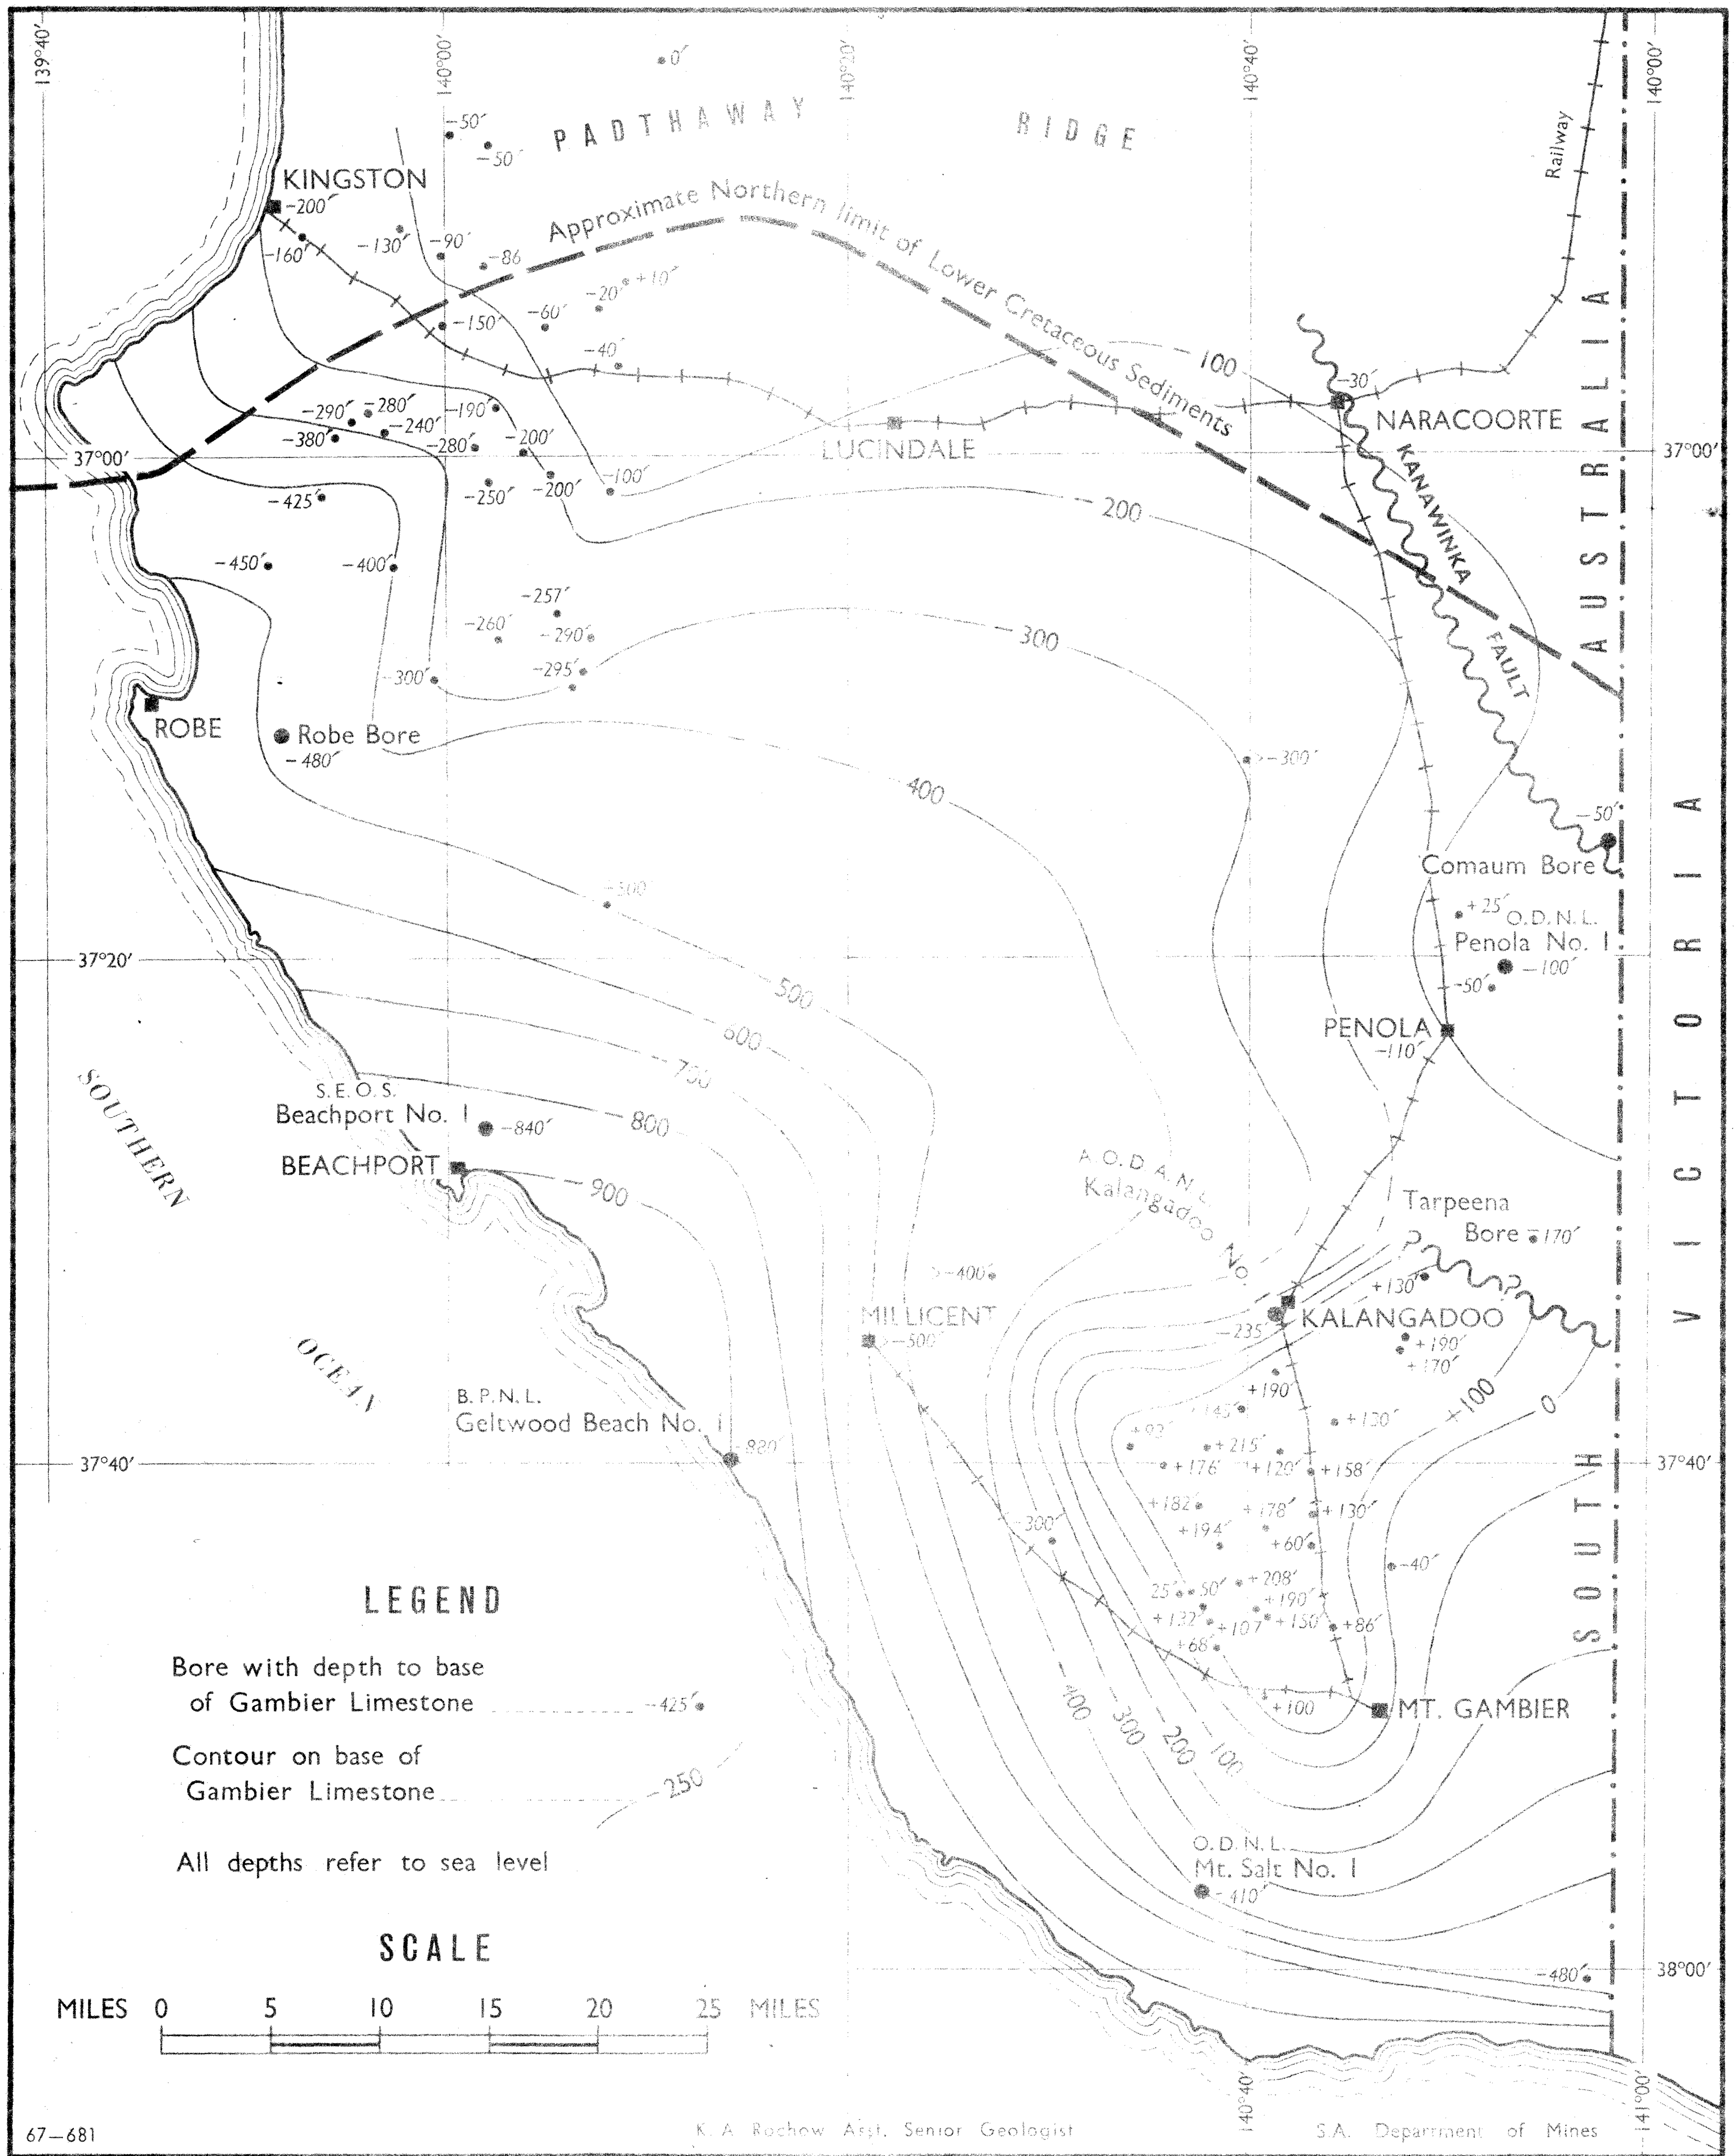 139°40′
140°00′
140°20′
140°40′
140°00′
0′
PADTHAWAY RIDGE
-50′
-50′
Railway
KINGSTON
-200′
-160′
-130′
-90′
-86
Approximate Northern limit of Lower Cretaceous Sediments
-20′
+10′
-60′
-150′
-40′
-100
-30′
NARACOORTE
-290′
-280′
-240′
-380′
-190′
-280′
-200′
LUCINDALE
37°00′
37°00′
KANAWINKA FAULT
-425′
-250′
-200′
-100′
-200
-450′
-400′
-257′
-260′
-290′
-295′
-300′
-300
ROBE
Robe Bore
-480′
-300′
400
-50′
Comaum Bore
-500′
+25′
O.D.N.L.
Penola No. 1
-100′
-50′
37°20′
500
600
-700
PENOLA
-110′
SOUTHERN OCEAN
S.E.O.S.
Beachport No. 1
-840′
-800
BEACHPORT
-900
A.O.D.A.N.L.
Kalangadoo No.
Tarpeena
Bore
-170′
?
?
+130′
>-400′
MILLICENT
>-500′
KALANGADOO
-235′
+190′
+170′
+190′
+100
0
B.P.N.L.
Geltwood Beach No. 1
-880′
145′
+130′
+92′
+215′
+176′
+120′
+158′
37°40′
37°40′
+182′
+178′
+130′
+194′
+60′
-300′
-40′
25′
50′
+208′
+190′
+132′
+107
+150′
+86′
+68′
+100
MT. GAMBIER
-400
-300
-200
-100
LEGEND
Bore with depth to base
of Gambier Limestone
-425′
Contour on base of
Gambier Limestone
-250
All depths refer to sea level
O.D.N.L.
Mt. Salt No. 1
-410′
-480′
38°00′
SCALE
MILES 0 5 10 15 20 25 MILES
SOUTH AUSTRALIA
VICTORIA
140°40′
141°00′
67-681
K. A. Rochow Asst. Senior Geologist
S.A. Department of Mines